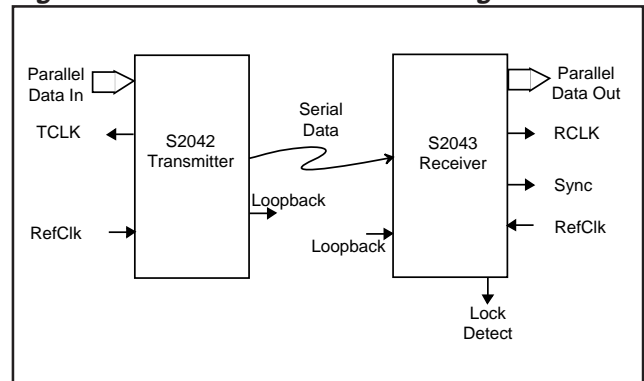 Parallel
Data In
TCLK
RefClk
S2042
Transmitter
Serial
Data
Loopback
Loopback
S2043
Receiver
Parallel
Data Out
RCLK
Sync
RefClk
Lock
Detect